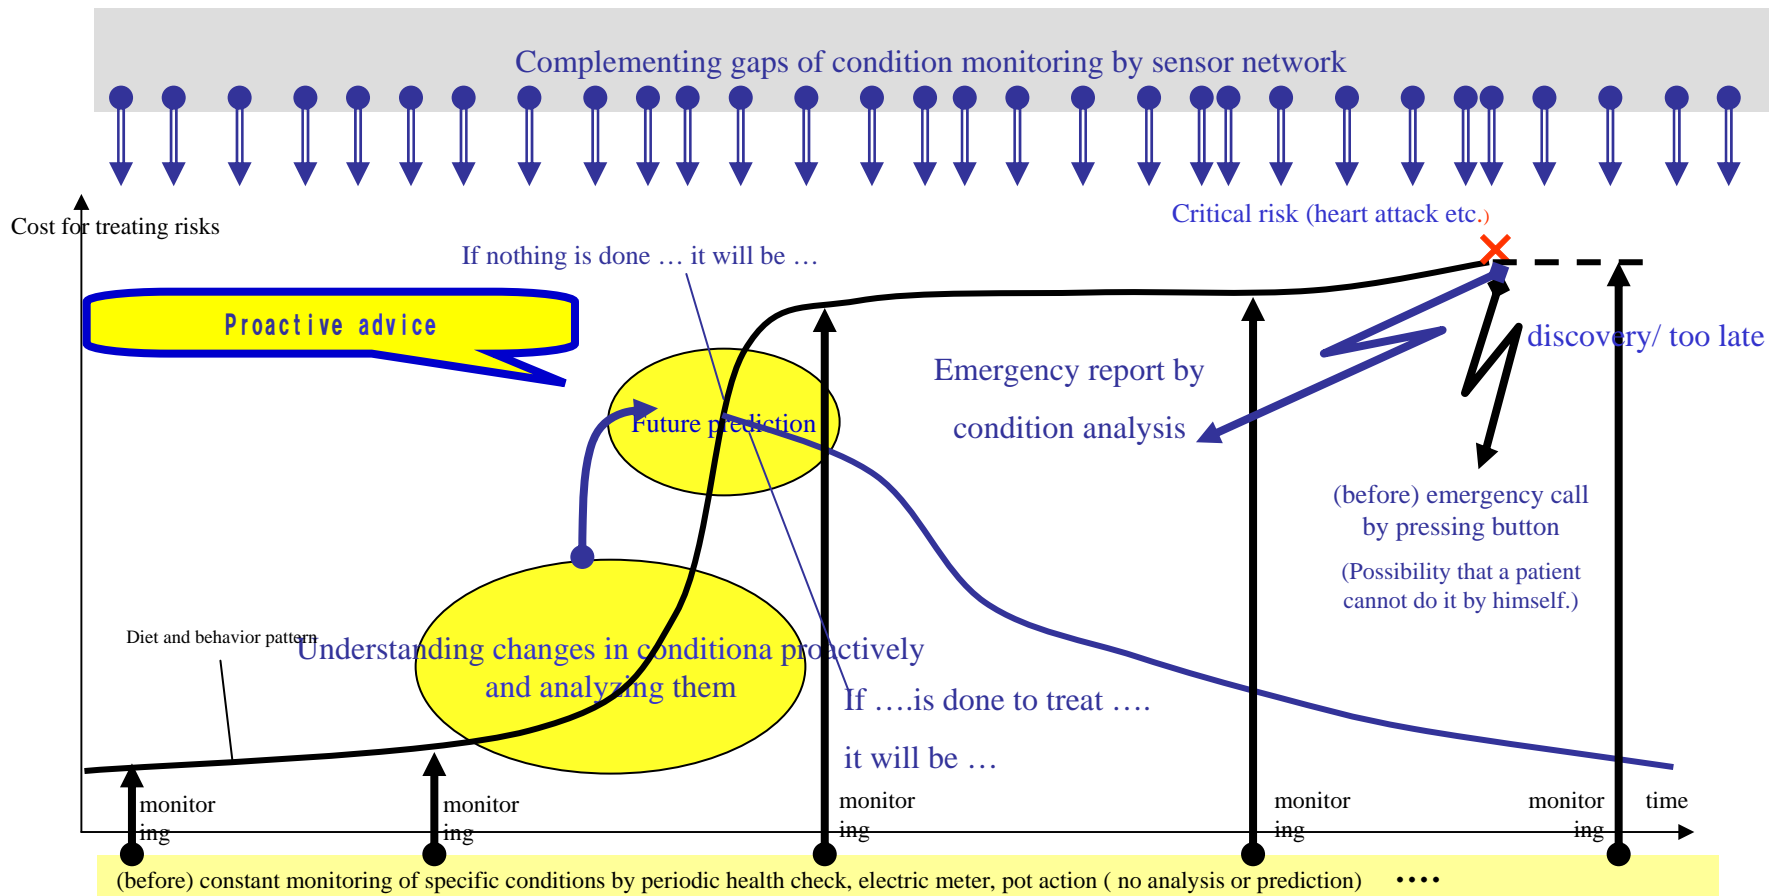 Complementing gaps of condition monitoring by sensor network
Critical risk (heart attack etc.)
Cost for treating risks
If nothing is done … it will be …
Proactive advice
discovery/ too late
Emergency report by
condition analysis
Future prediction
(before) emergency call
by pressing button
(Possibility that a patient
cannot do it by himself.)
Diet and behavior pattern
Understanding changes in conditiona proactively
and analyzing them
If ….is done to treat ….
it will be …
monitor
ing
monitor
ing
monitor
ing
monitor
ing
monitor
ing
time
(before) constant monitoring of specific conditions by periodic health check, electric meter, pot action ( no analysis or prediction) ····